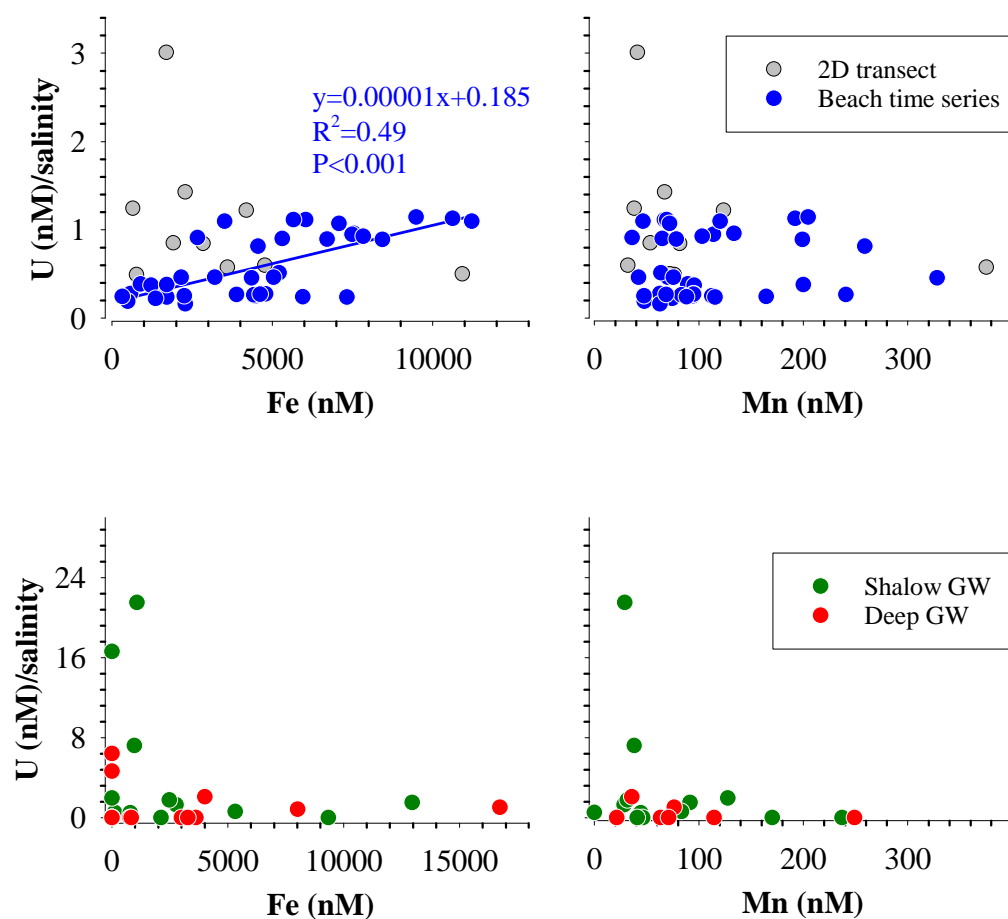 3
2
1
0
U (nM)/salinity
y=0.00001x+0.185
R²=0.49
P<0.001
0 5000 10000
Fe (nM)
2D transect
Beach time series
0 100 200 300
Mn (nM)
24
16
8
0
U (nM)/salinity
0 5000 10000 15000
Fe (nM)
Shalow GW
Deep GW
0 100 200 300
Mn (nM)